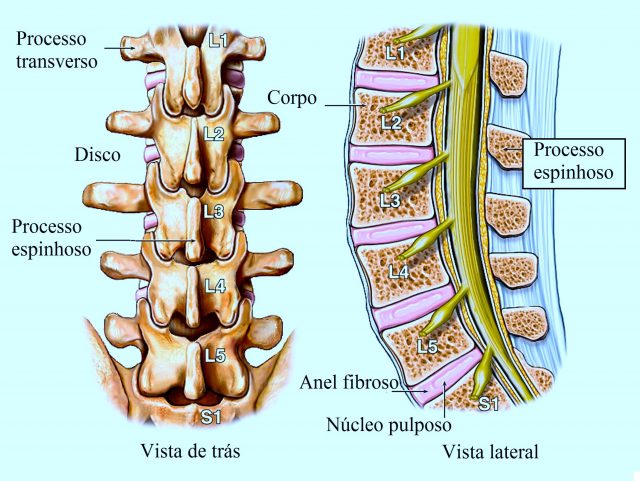 Processo
transverso
L1
L2
Disco
L3
Processo
espinhoso
L4
L5
S1
Vista de trás
L1
Corpo
L2
Processo
espinhoso
L3
L4
L5
Anel fibroso
S1
Núcleo pulposo
Vista lateral